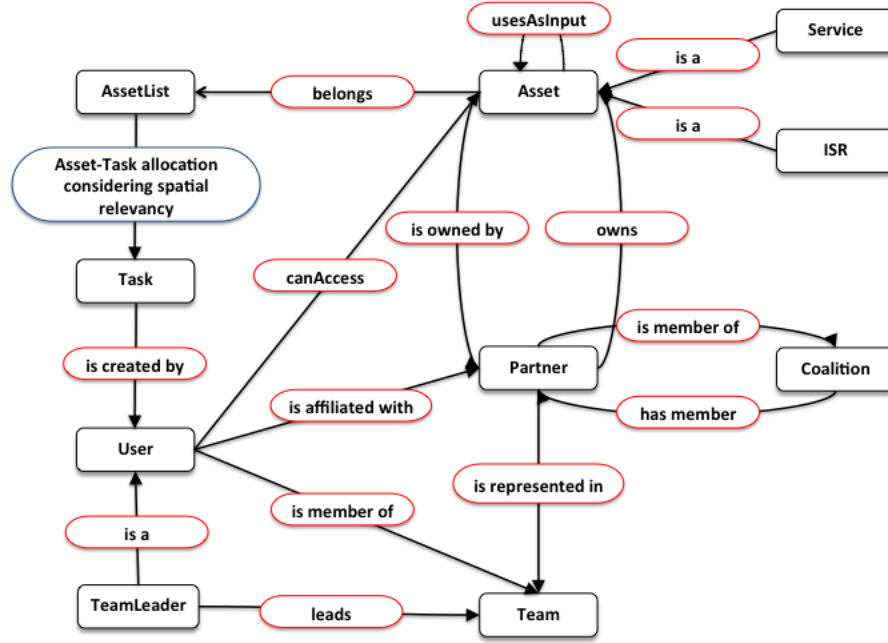 usesAsInput
Service
is a
AssetList
belongs
Asset
is a
ISR
Asset-Task allocation
considering spatial
relevancy
is owned by
owns
Task
canAccess
is member of
is created by
Partner
Coalition
is affiliated with
has member
User
is represented in
is member of
is a
TeamLeader
leads
Team